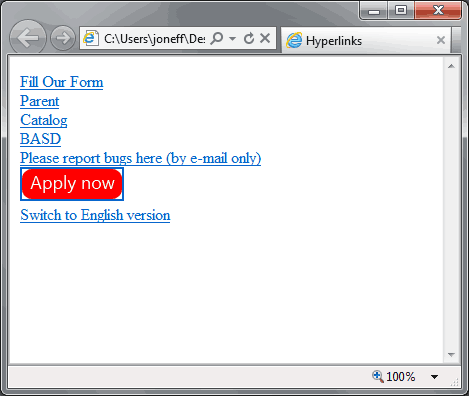 C:\Users\joneff\De:
Hyperlinks
Fill Our Form
Parent
Catalog
BASD
Please report bugs here (by e-mail only)
Apply now
Switch to English version
100%